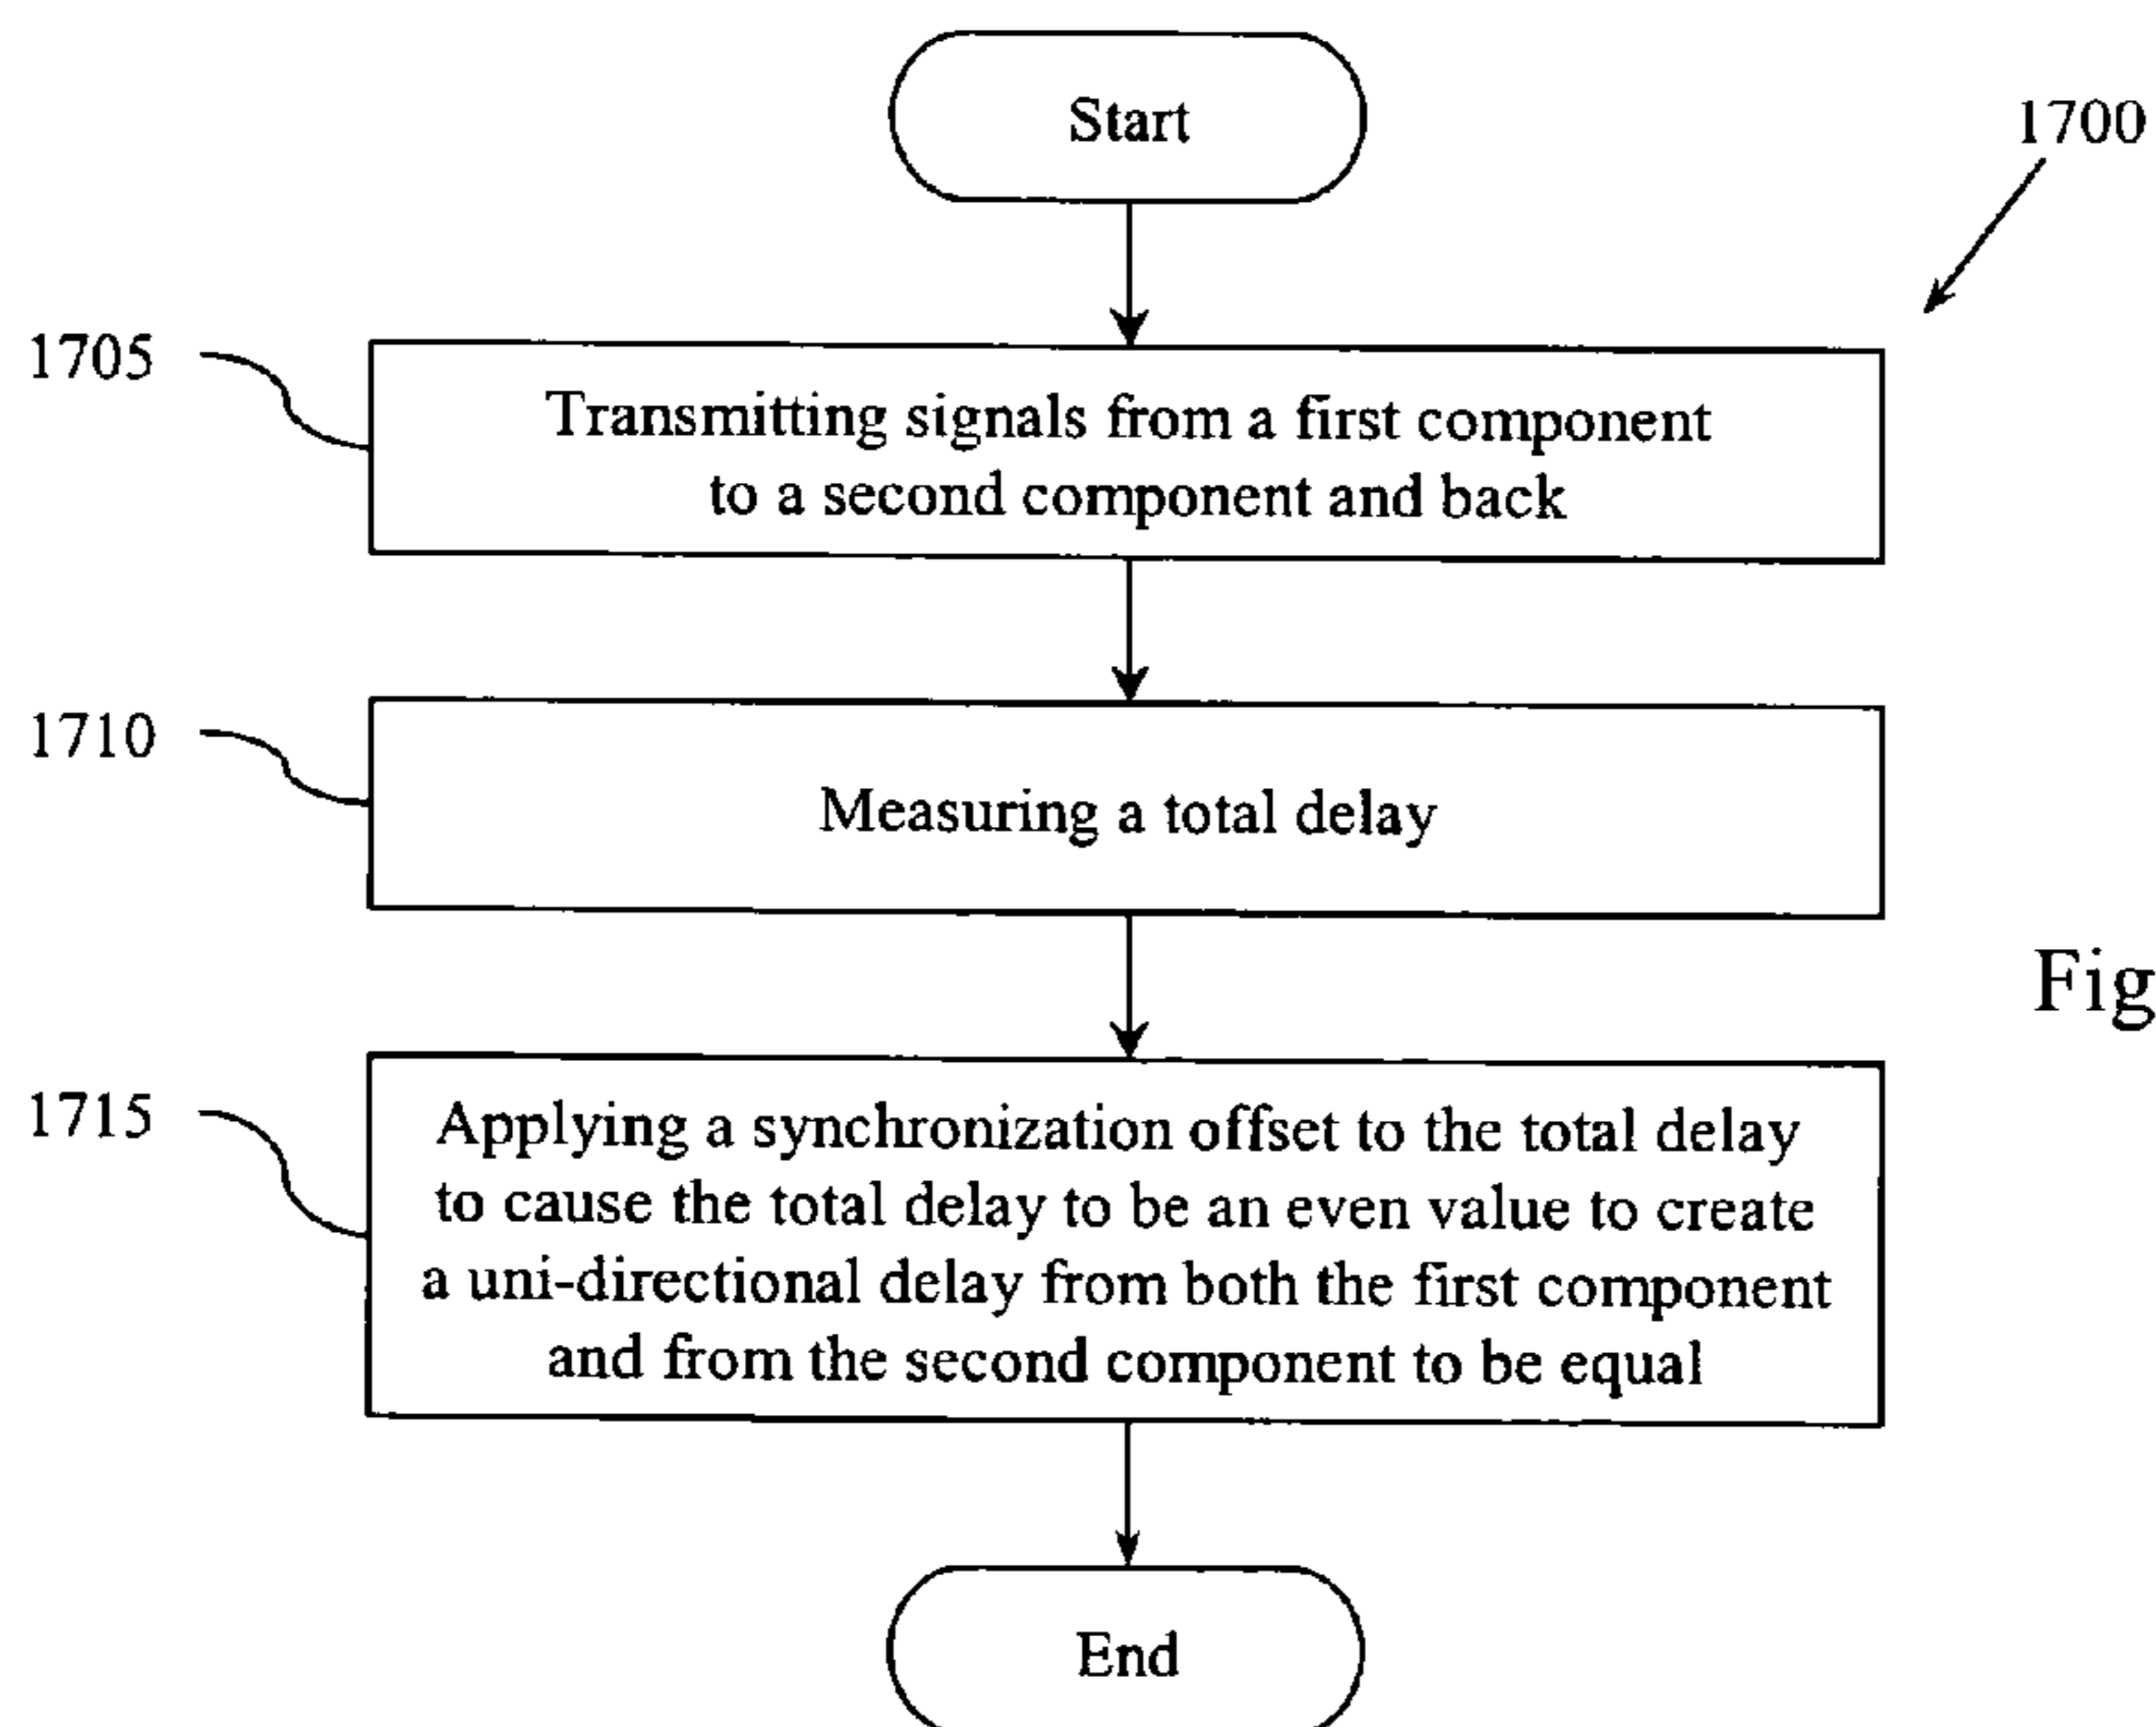 Start
1700
1705
Transmitting signals from a first component
to a second component and back
1710
Measuring a total delay
Fig
1715
Applying a synchronization offset to the total delay
to cause the total delay to be an even value to create
a uni-directional delay from both the first component
and from the second component to be equal
End